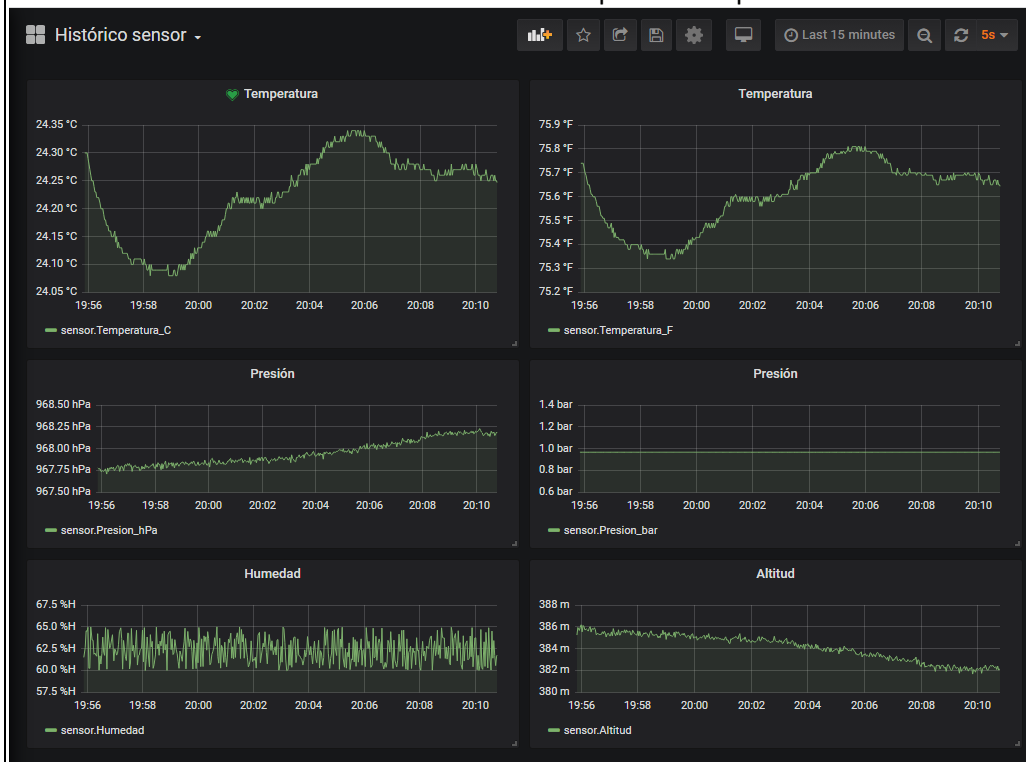 Histórico sensor
Last 15 minutes
5s
Temperatura
24.35 °C
24.30 °C
24.25 °C
24.20 °C
24.15 °C
24.10 °C
24.05 °C
19:56 19:58 20:00 20:02 20:04 20:06 20:08 20:10
sensor.Temperatura_C
Temperatura
75.9 °F
75.8 °F
75.7 °F
75.6 °F
75.5 °F
75.4 °F
75.3 °F
75.2 °F
19:56 19:58 20:00 20:02 20:04 20:06 20:08 20:10
sensor.Temperatura_F
Presión
968.50 hPa
968.25 hPa
968.00 hPa
967.75 hPa
967.50 hPa
19:56 19:58 20:00 20:02 20:04 20:06 20:08 20:10
sensor.Presion_hPa
Presión
1.4 bar
1.2 bar
1.0 bar
0.8 bar
0.6 bar
19:56 19:58 20:00 20:02 20:04 20:06 20:08 20:10
sensor.Presion_bar
Humedad
67.5 %H
65.0 %H
62.5 %H
60.0 %H
57.5 %H
19:56 19:58 20:00 20:02 20:04 20:06 20:08 20:10
sensor.Humedad
Altitud
388 m
386 m
384 m
382 m
380 m
19:56 19:58 20:00 20:02 20:04 20:06 20:08 20:10
sensor.Altitud